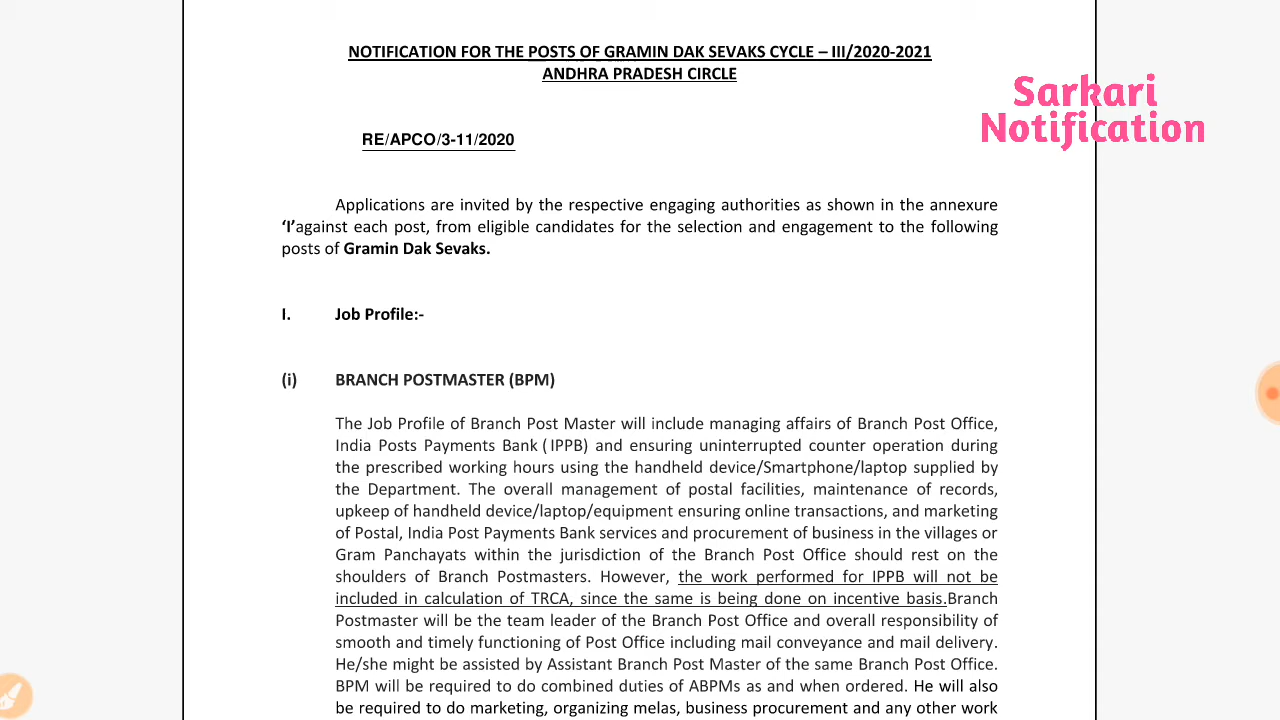 NOTIFICATION FOR THE POSTS OF GRAMIN DAK SEVAKS CYCLE – III/2020-2021
ANDHRA PRADESH CIRCLE
Sarkari
Notification
RE/APCO/3-11/2020
Applications are invited by the respective engaging authorities as shown in the annexure
‘I’against each post, from eligible candidates for the selection and engagement to the following
posts of Gramin Dak Sevaks.
I. Job Profile:-
(i) BRANCH POSTMASTER (BPM)
The Job Profile of Branch Post Master will include managing affairs of Branch Post Office,
India Posts Payments Bank ( IPPB) and ensuring uninterrupted counter operation during
the prescribed working hours using the handheld device/Smartphone/laptop supplied by
the Department. The overall management of postal facilities, maintenance of records,
upkeep of handheld device/laptop/equipment ensuring online transactions, and marketing
of Postal, India Post Payments Bank services and procurement of business in the villages or
Gram Panchayats within the jurisdiction of the Branch Post Office should rest on the
shoulders of Branch Postmasters. However, the work performed for IPPB will not be
included in calculation of TRCA, since the same is being done on incentive basis.Branch
Postmaster will be the team leader of the Branch Post Office and overall responsibility of
smooth and timely functioning of Post Office including mail conveyance and mail delivery.
He/she might be assisted by Assistant Branch Post Master of the same Branch Post Office.
BPM will be required to do combined duties of ABPMs as and when ordered. He will also
be required to do marketing, organizing melas, business procurement and any other work